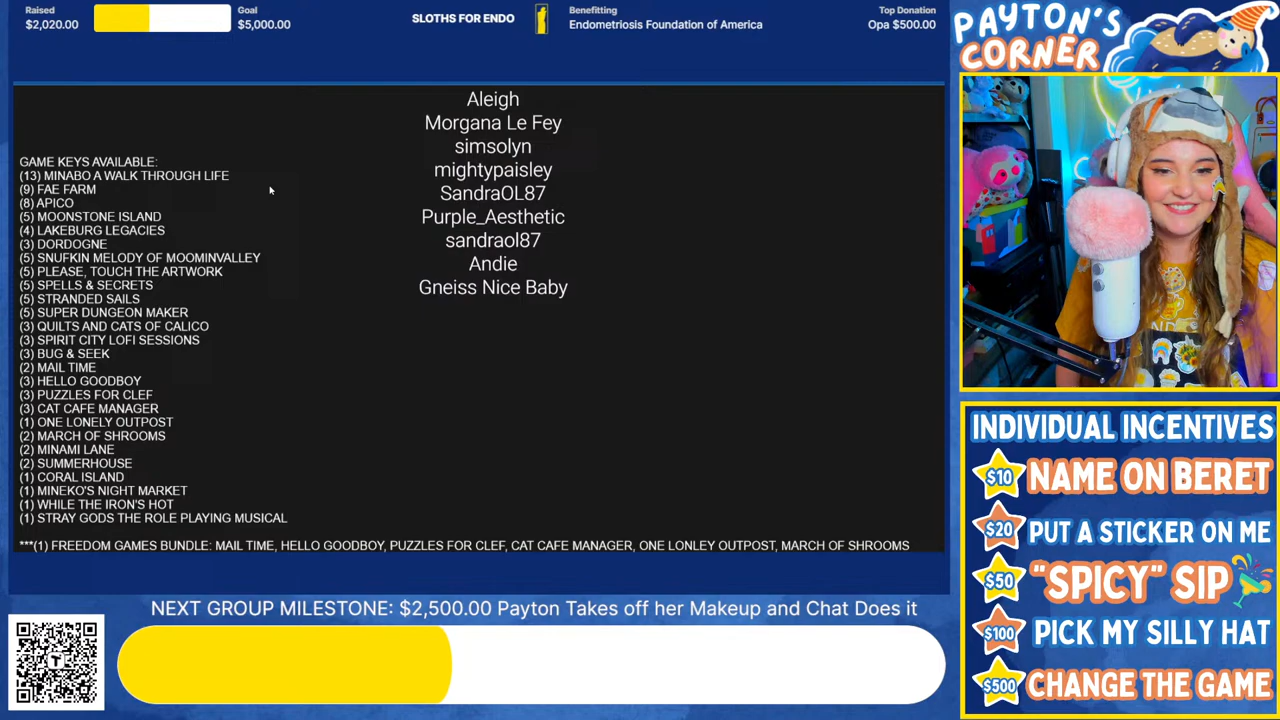 Raised
$2,020.00
Goal
$5,000.00
SLOTHS FOR ENDO
Benefitting
Endometriosis Foundation of America
Top Donation
Opa $500.00
PAYTON'S
CORNER
Aleigh
Morgana Le Fey
simsolyn
mightypaisley
SandraOL87
Purple_Aesthetic
sandraol87
Andie
Gneiss Nice Baby
GAME KEYS AVAILABLE:
(13) MINABO A WALK THROUGH LIFE
(9) FAE FARM
(8) APICO
(5) MOONSTONE ISLAND
(4) LAKEBURG LEGACIES
(3) DORDOGNE
(5) SNUFKIN MELODY OF MOOMINVALLEY
(5) PLEASE, TOUCH THE ARTWORK
(5) SPELLS & SECRETS
(5) STRANDED SAILS
(5) SUPER DUNGEON MAKER
(3) QUILTS AND CATS OF CALICO
(3) SPIRIT CITY LOFI SESSIONS
(3) BUG & SEEK
(2) MAIL TIME
(3) HELLO GOODBOY
(3) PUZZLES FOR CLEF
(3) CAT CAFE MANAGER
(1) ONE LONELY OUTPOST
(2) MARCH OF SHROOMS
(2) MINAMI LANE
(2) SUMMERHOUSE
(1) CORAL ISLAND
(1) MINEKO'S NIGHT MARKET
(1) WHILE THE IRON'S HOT
(1) STRAY GODS THE ROLE PLAYING MUSICAL
***(1) FREEDOM GAMES BUNDLE: MAIL TIME, HELLO GOODBOY, PUZZLES FOR CLEF, CAT CAFE MANAGER, ONE LONLEY OUTPOST, MARCH OF SHROOMS
NEXT GROUP MILESTONE: $2,500.00 Payton Takes off her Makeup and Chat Does it
INDIVIDUAL INCENTIVES
$10 NAME ON BERET
$20 PUT A STICKER ON ME
$50 "SPICY" SIP
$100 PICK MY SILLY HAT
$500 CHANGE THE GAME